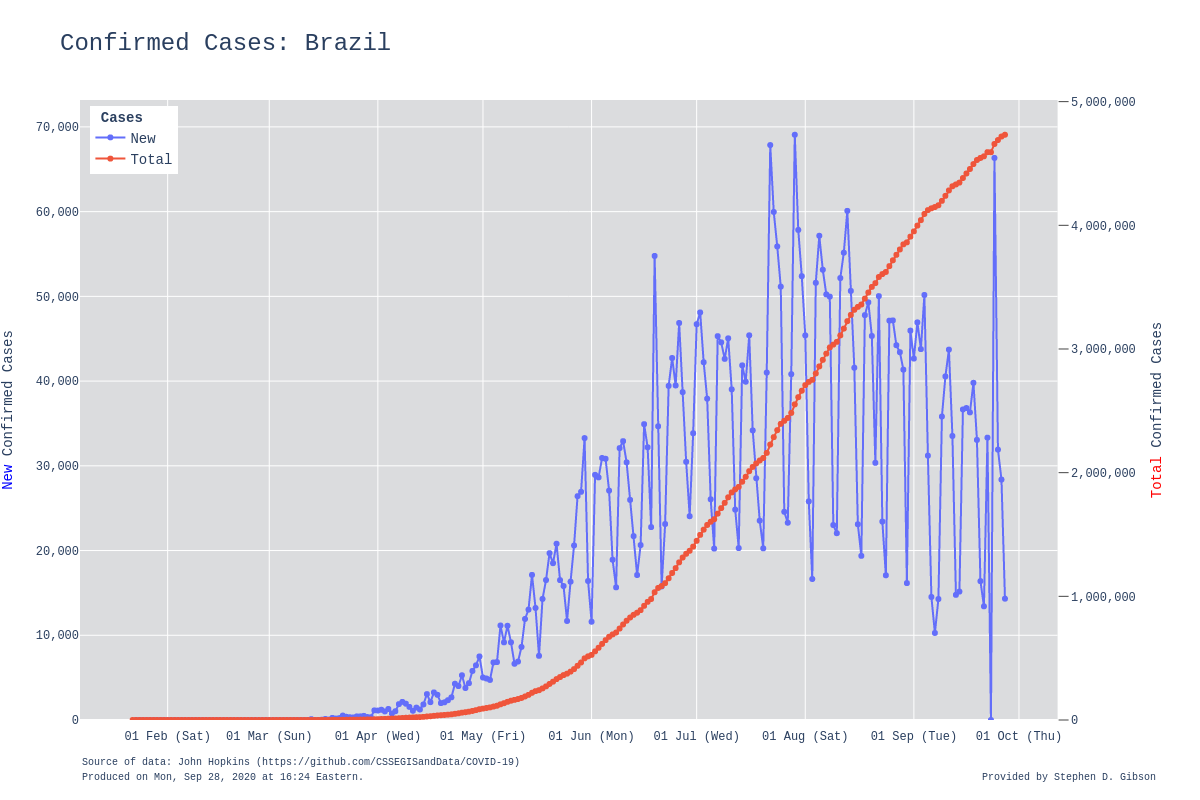 Confirmed Cases: Brazil
Cases
New
Total
70,000
60,000
50,000
40,000
30,000
20,000
10,000
0
5,000,000
4,000,000
3,000,000
2,000,000
1,000,000
0
New Confirmed Cases
Total Confirmed Cases
01 Feb (Sat) 01 Mar (Sun) 01 Apr (Wed) 01 May (Fri) 01 Jun (Mon) 01 Jul (Wed) 01 Aug (Sat) 01 Sep (Tue) 01 Oct (Thu)
Source of data: John Hopkins (https://github.com/CSSEGISandData/COVID-19)
Produced on Mon, Sep 28, 2020 at 16:24 Eastern.
Provided by Stephen D. Gibson